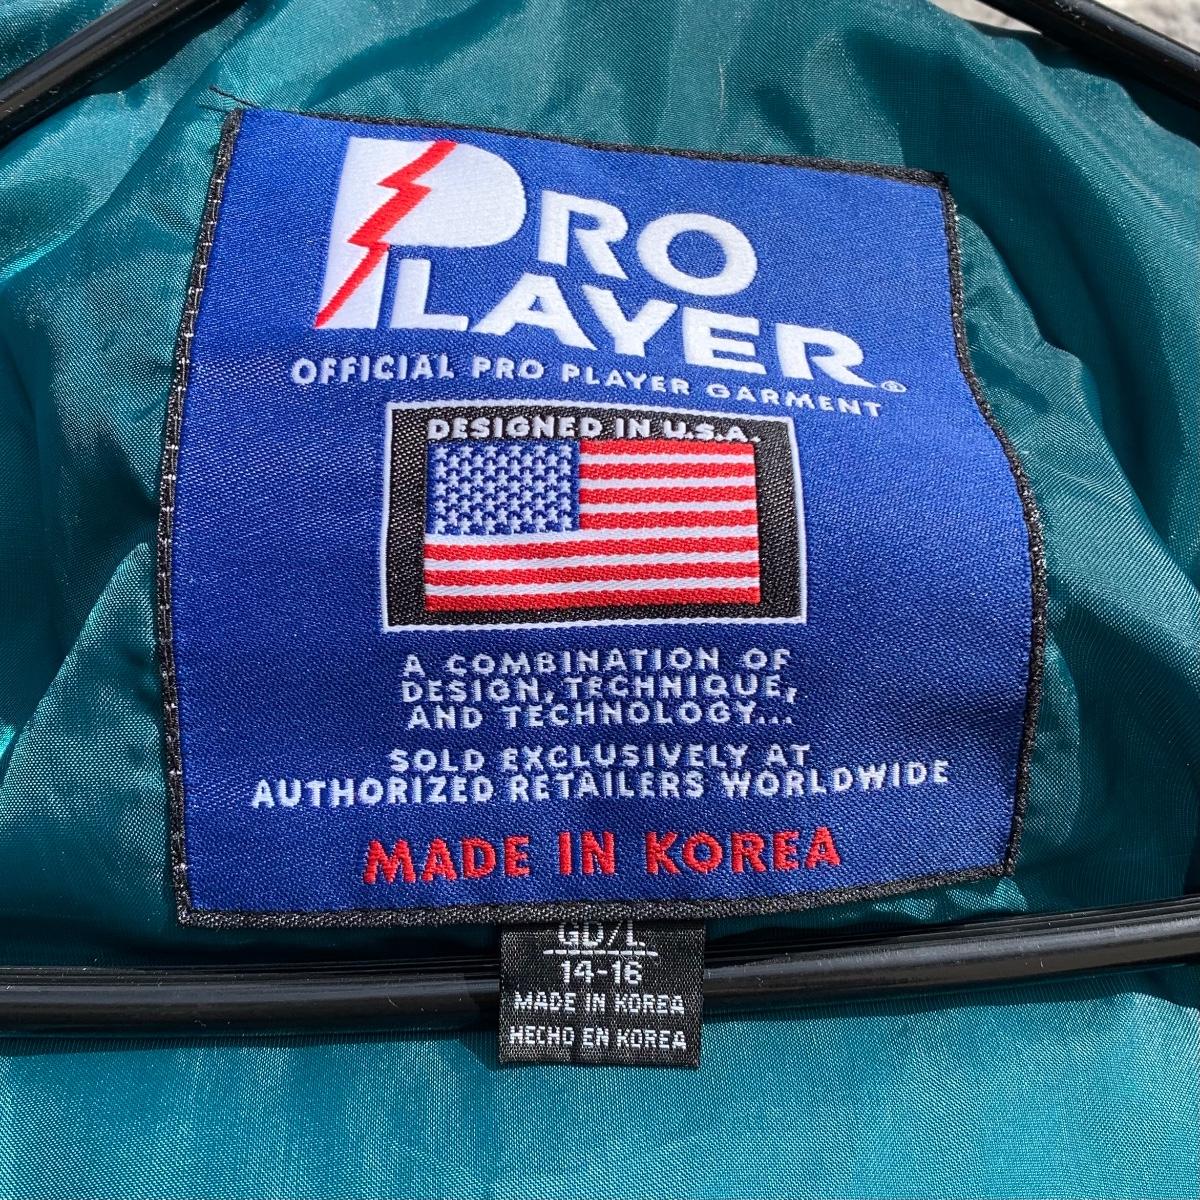 PRO
PLAYER®
OFFICIAL PRO PLAYER GARMENT
DESIGNED IN U.S.A.
A COMBINATION OF
DESIGN, TECHNIQUE,
AND TECHNOLOGY...
SOLD EXCLUSIVELY AT
AUTHORIZED RETAILERS WORLDWIDE
MADE IN KOREA
GD/L
14-16
MADE IN KOREA
HECHO EN KOREA